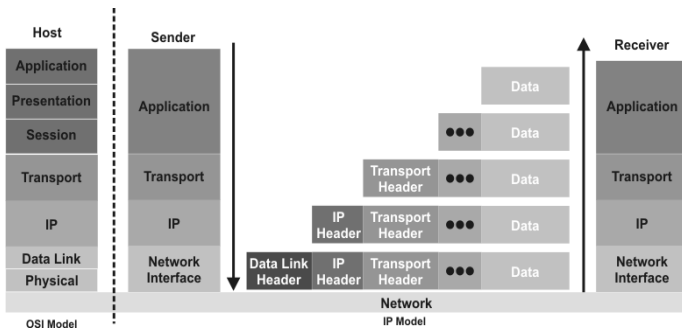 Host
Sender
Receiver
Application
Presentation
Session
Transport
IP
Data Link
Physical
Application
Transport
IP
Network
Interface
Data
●●● Data
Transport
Header ●●● Data
IP
Header Transport
Header ●●● Data
Data Link
Header IP
Header Transport
Header ●●● Data
Application
Transport
IP
Network
Interface
Network
OSI Model
IP Model